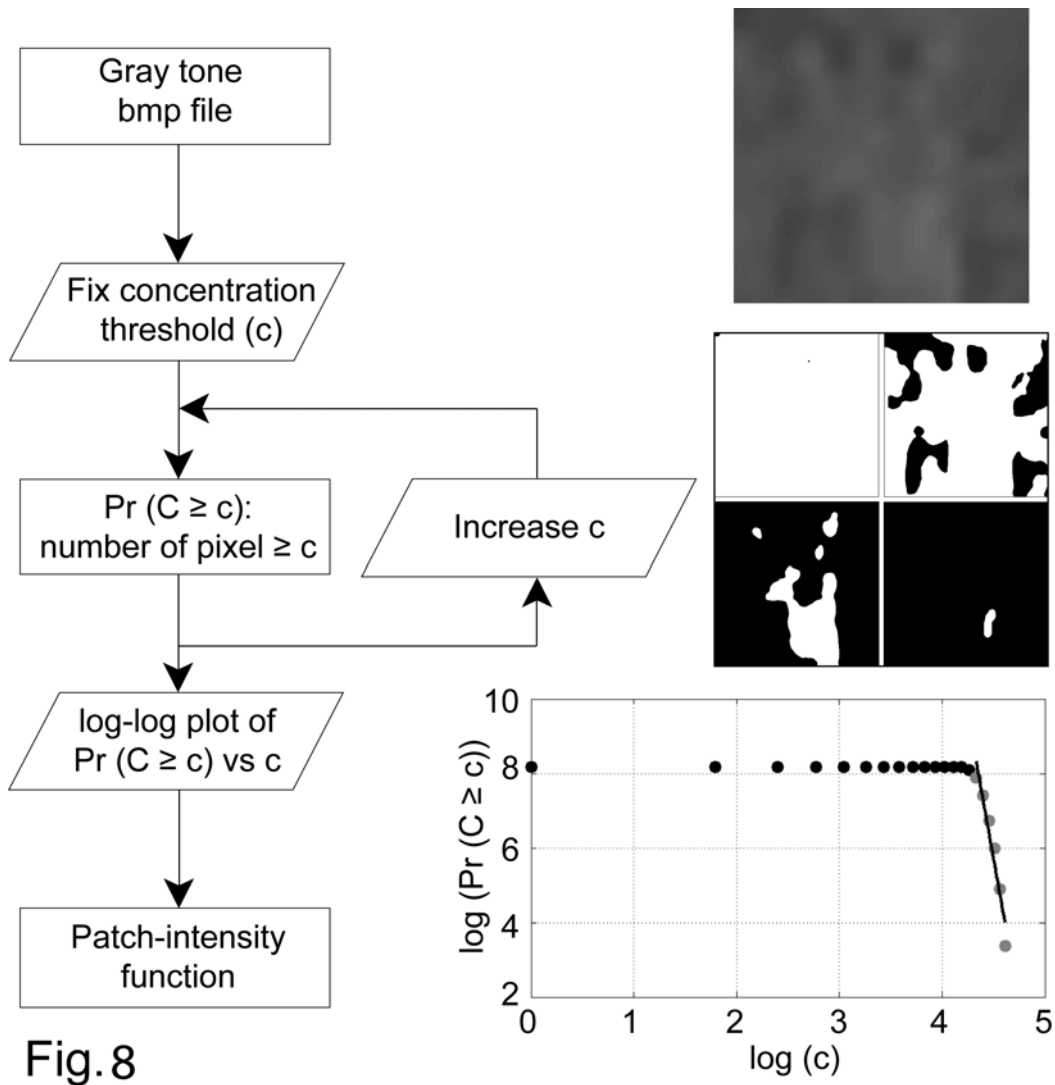 Gray tone
bmp file
Fix concentration
threshold (c)
Pr (C ≥ c):
number of pixel ≥ c
Increase c
log-log plot of
Pr (C ≥ c) vs c
Patch-intensity
function
10
8
6
4
2
0
1
2
3
4
5
log (Pr (C ≥ c))
log (c)
Fig. 8